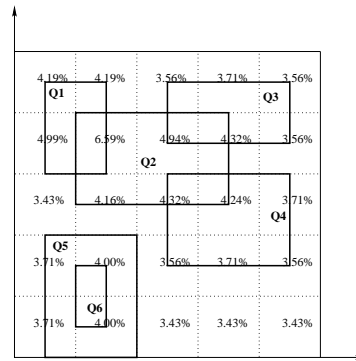 4.19% 4.19% 3.56% 3.71% 3.56%
Q1 Q3
4.99% 6.59% 4.94% 4.32% 3.56%
Q2
3.43% 4.16% 4.32% 4.24% 3.71%
Q4
Q5
3.71% 4.00% 3.56% 3.71% 3.56%
Q6
3.71% 4.00% 3.43% 3.43% 3.43%